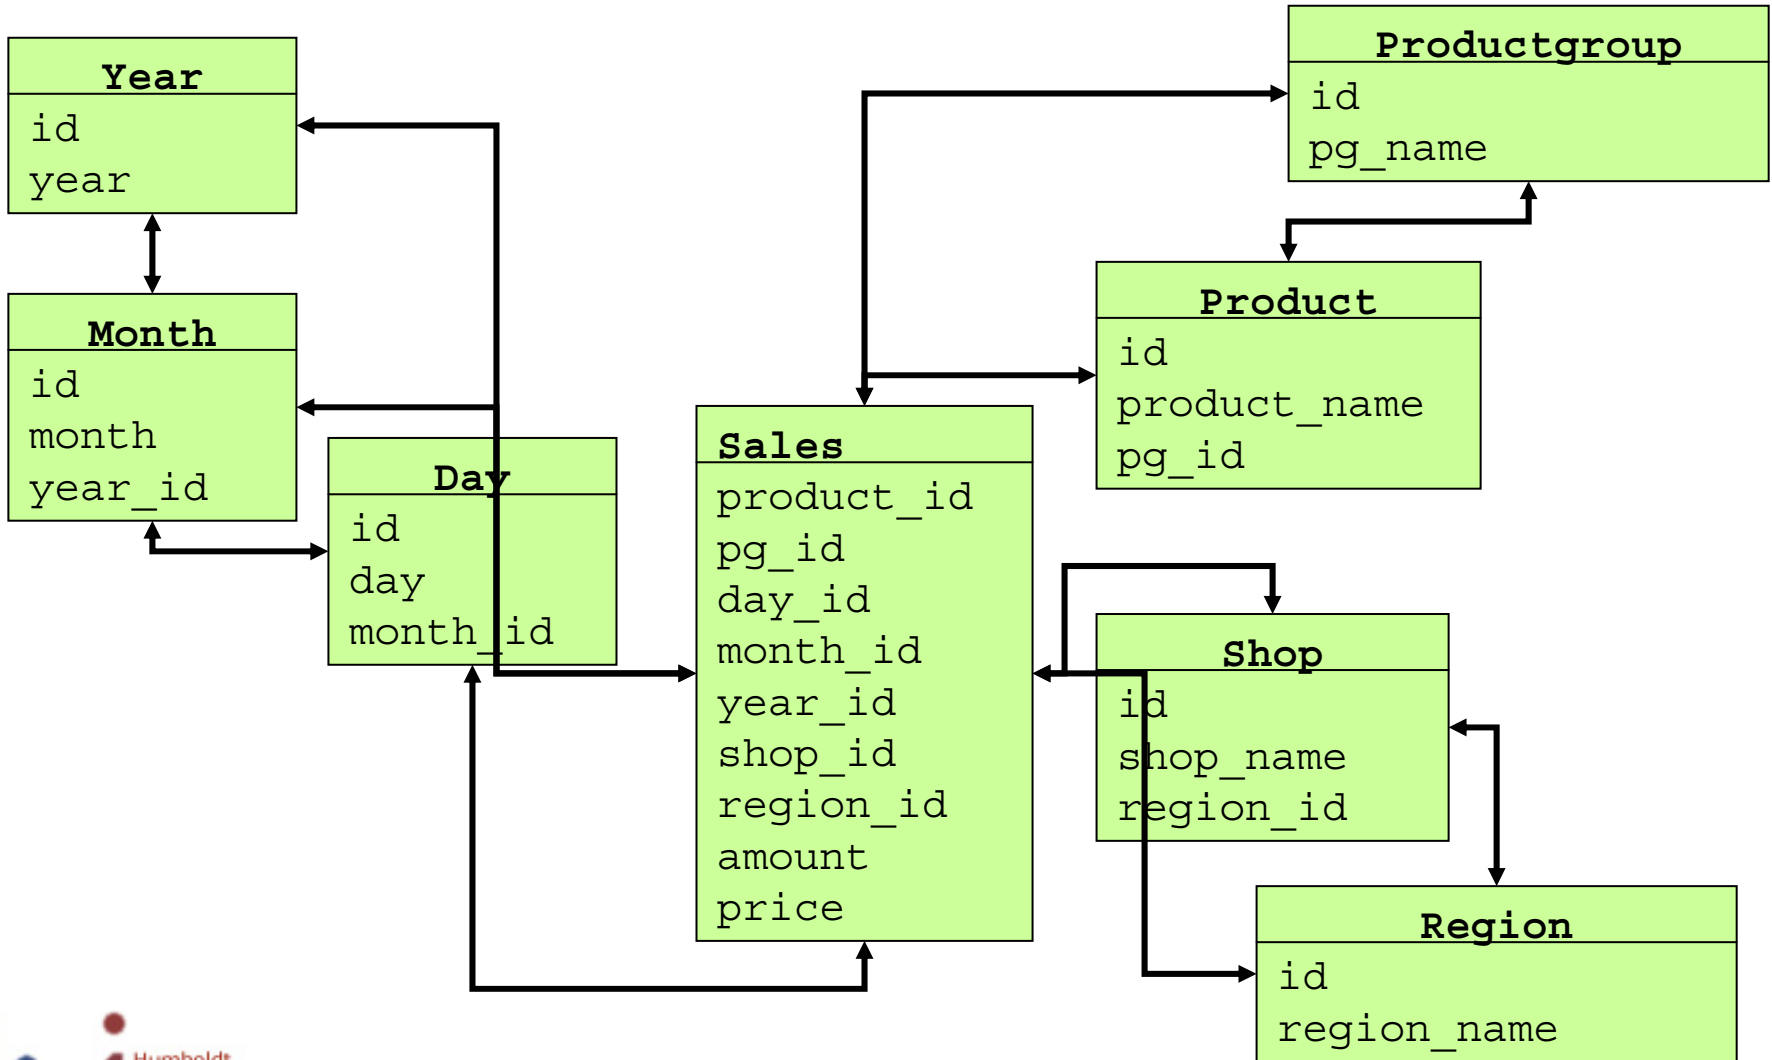 Year
id
year
Month
id
month
year_id
Day
id
day
month_id
Sales
product_id
pg_id
day_id
month_id
year_id
shop_id
region_id
amount
price
Productgroup
id
pg_name
Product
id
product_name
pg_id
Shop
id
shop_name
region_id
Region
id
region_name
Humboldt